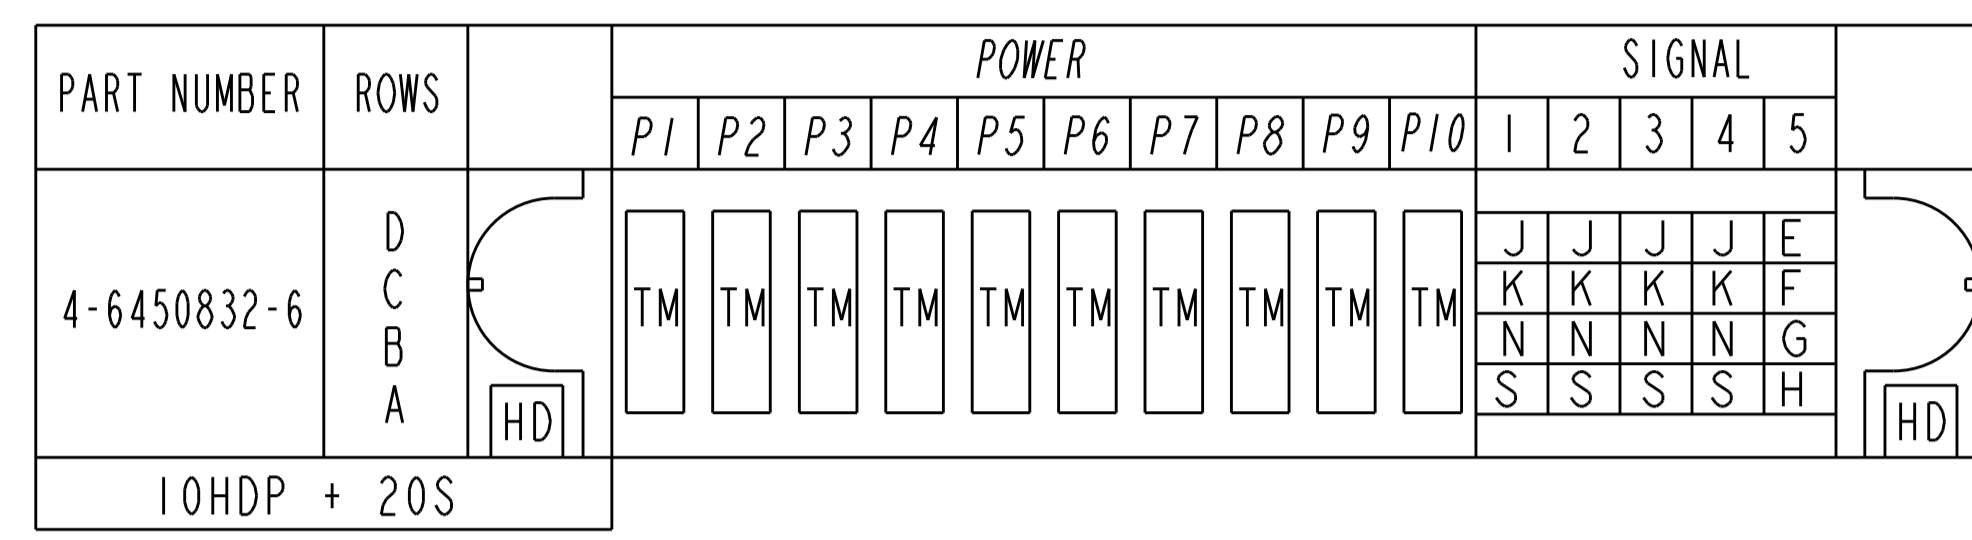 PART NUMBER ROWS POWER SIGNAL
P1 P2 P3 P4 P5 P6 P7 P8 P9 P10 1 2 3 4 5
4-6450832-6
D J J J J E
C K K K K F
TM TM TM TM TM TM TM TM TM TM
B N N N N G
A S S S S H
HD HD
10HDP + 20S